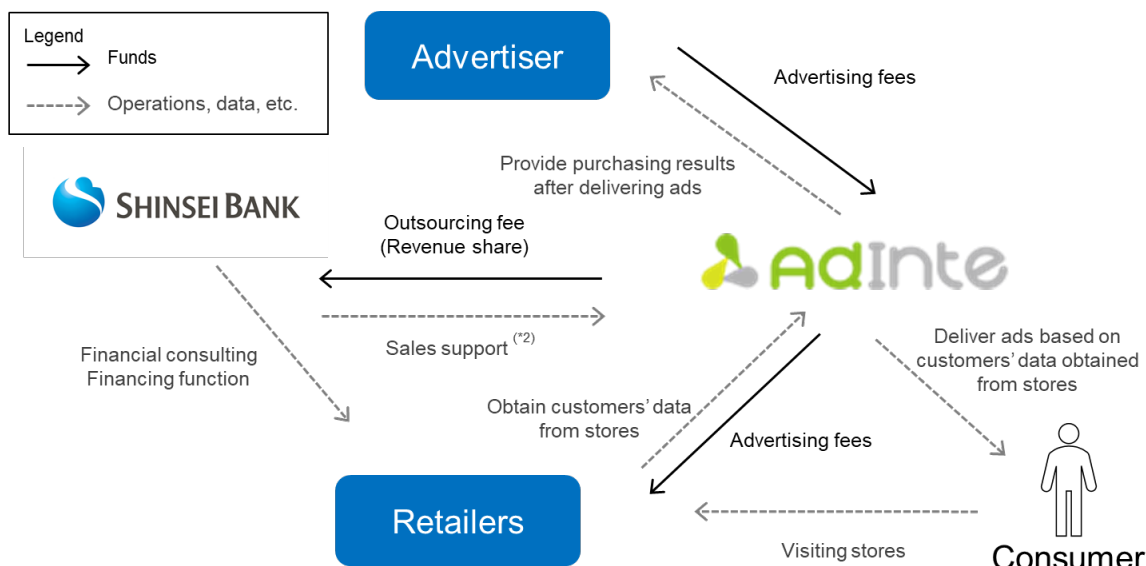 Legend
Funds
Operations, data, etc.
Advertiser
Advertising fees
Provide purchasing results
after delivering ads
SHINSEI BANK
Outsourcing fee
(Revenue share)
AdInte
Sales support (*2)
Financial consulting
Financing function
Deliver ads based on
customers' data obtained
from stores
Obtain customers' data
from stores
Advertising fees
Retailers
Visiting stores
Consumer